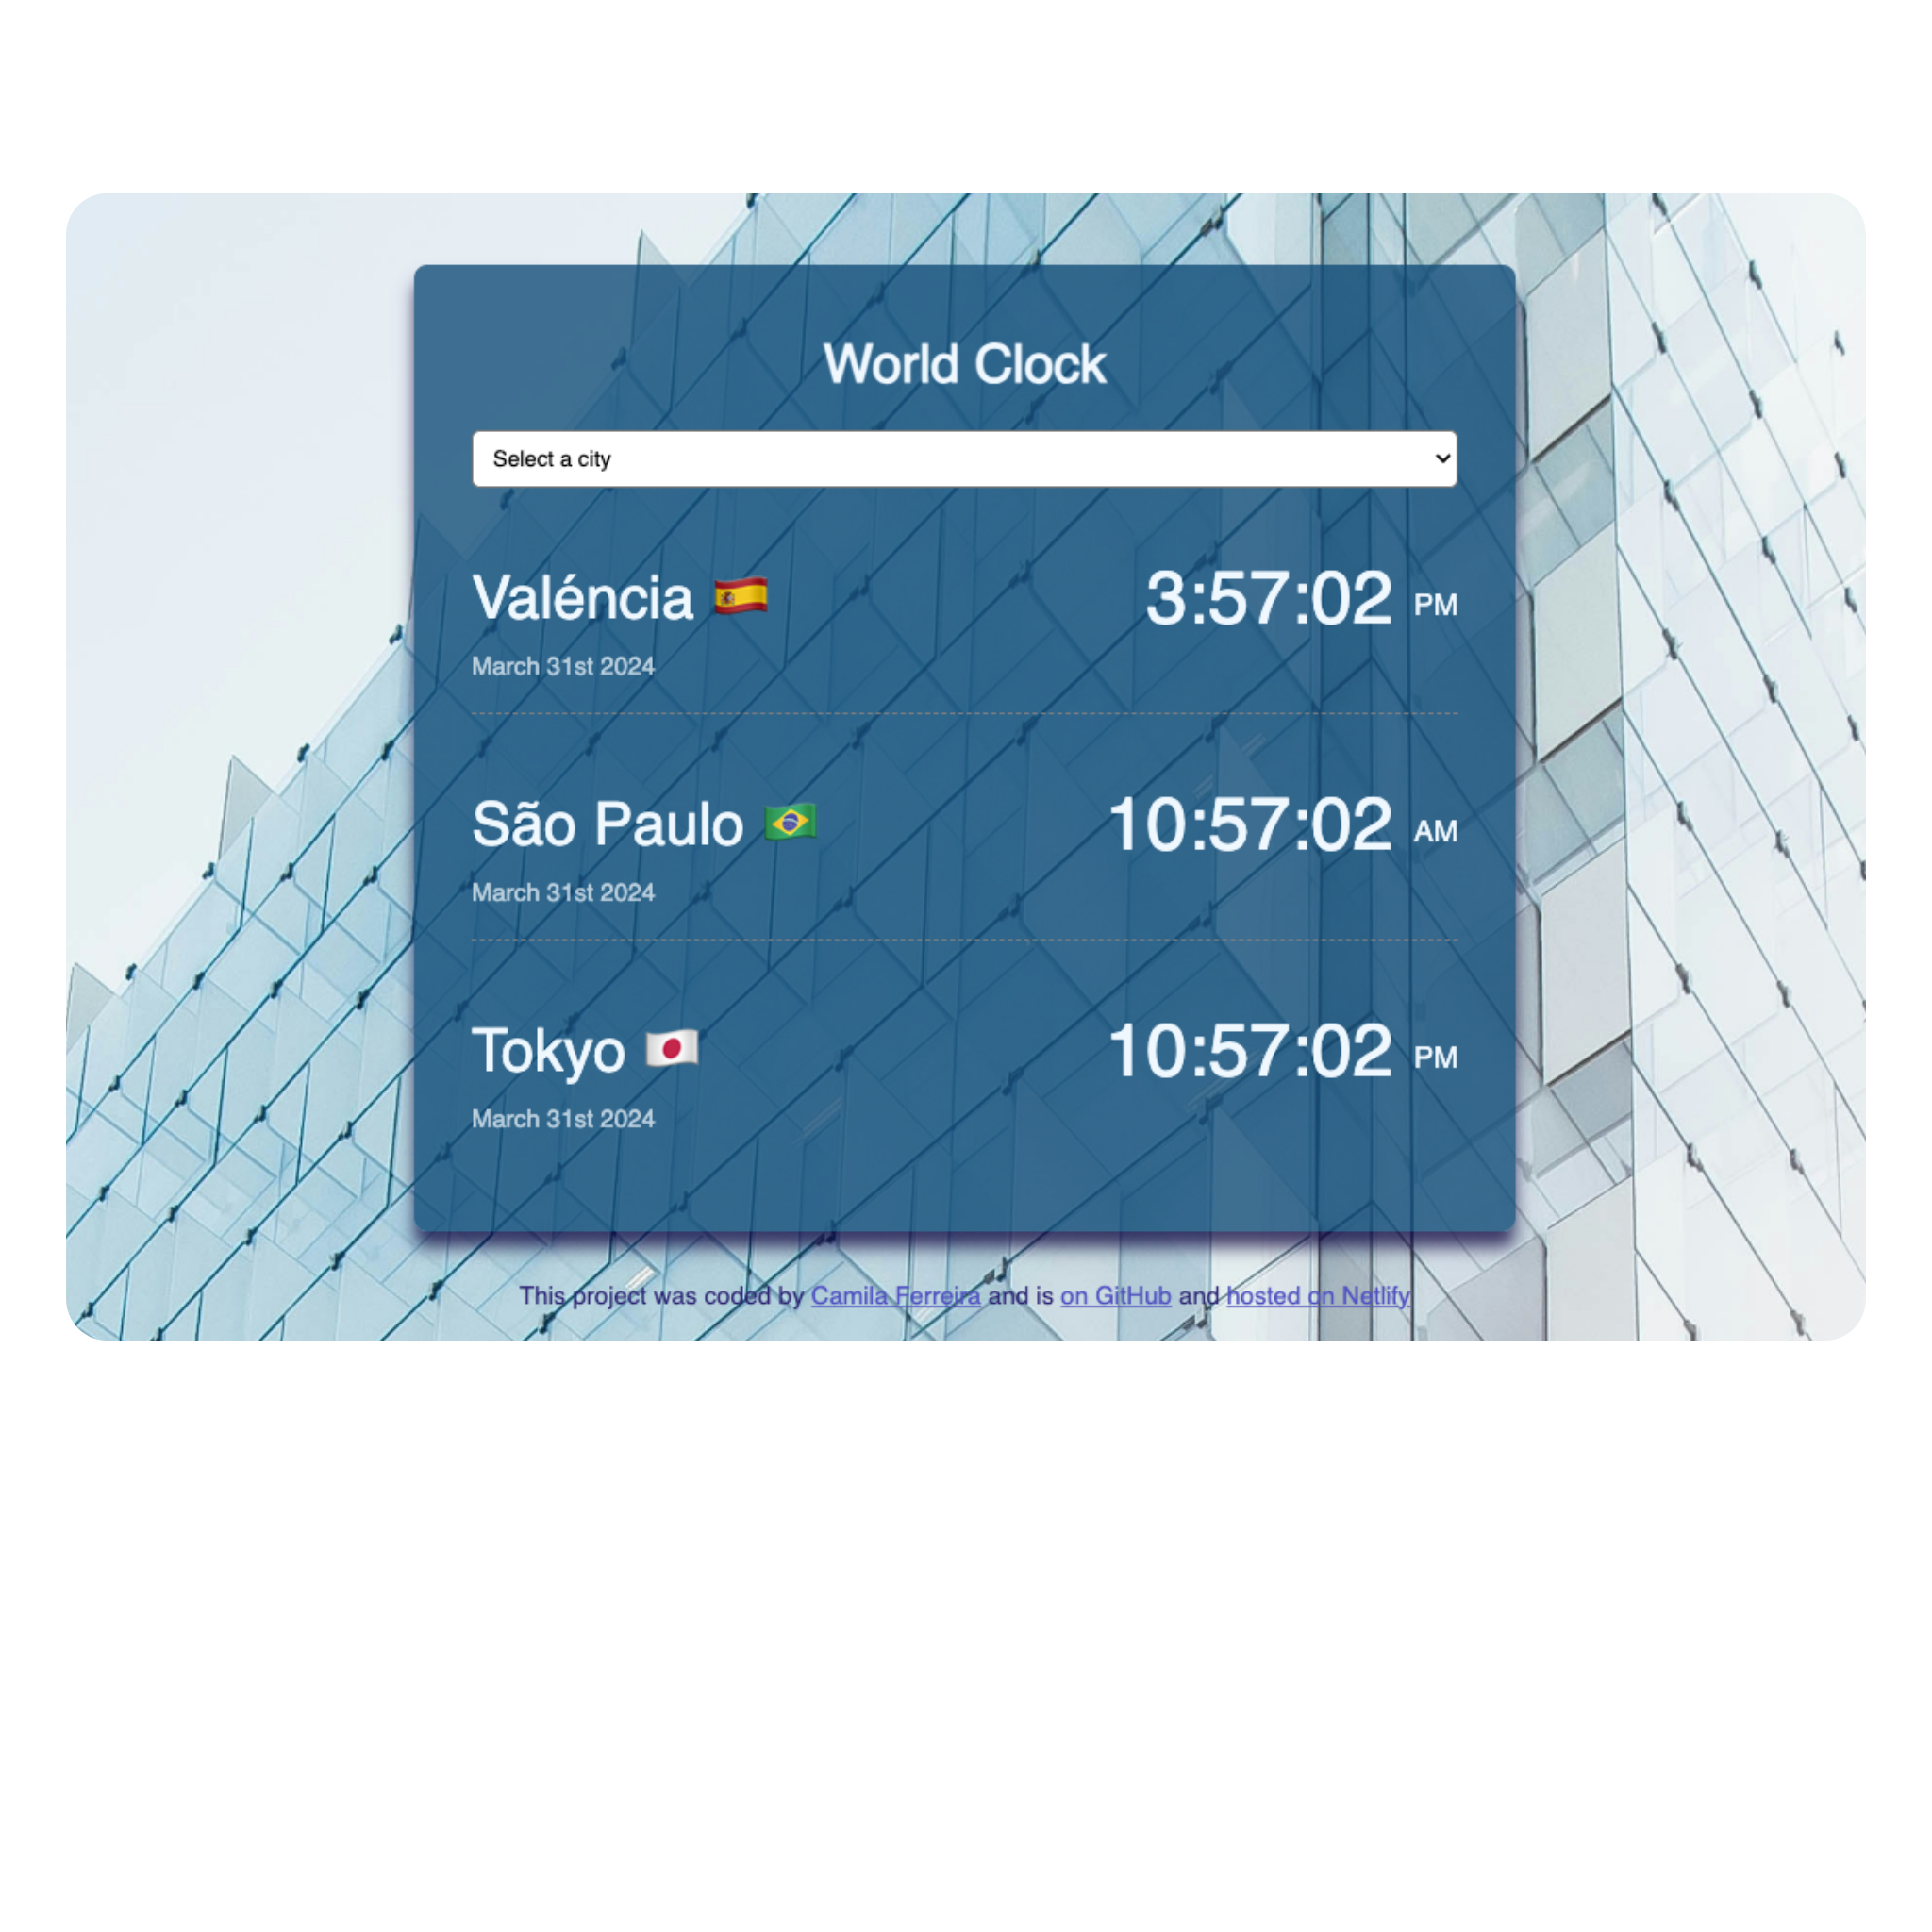 World Clock
Select a city
Valéncia 🇪🇸 3:57:02 PM
March 31st 2024
São Paulo 🇧🇷 10:57:02 AM
March 31st 2024
Tokyo 🇯🇵 10:57:02 PM
March 31st 2024
This project was coded by Camila Ferreira and is on GitHub and hosted on Netlify